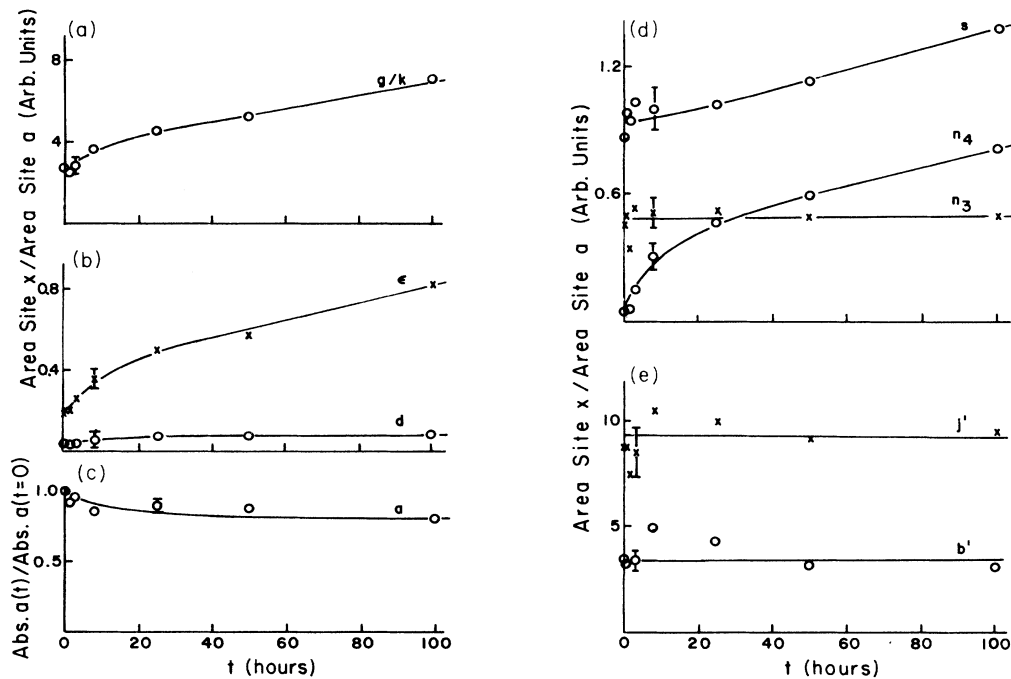 (a)
8
4
g/k
(b)
0.8
0.4
ϵ
d
Area Site x/Area Site a (Arb. Units)
(c)
1.0
0.5
a
Abs. a(t)/Abs. a(t=0)
0 20 40 60 80 100
t (hours)
(d)
1.2
0.6
s
n4
n3
(e)
10
5
j'
b'
Area Site x/Area Site a (Arb. Units)
0 20 40 60 80 100
t (hours)